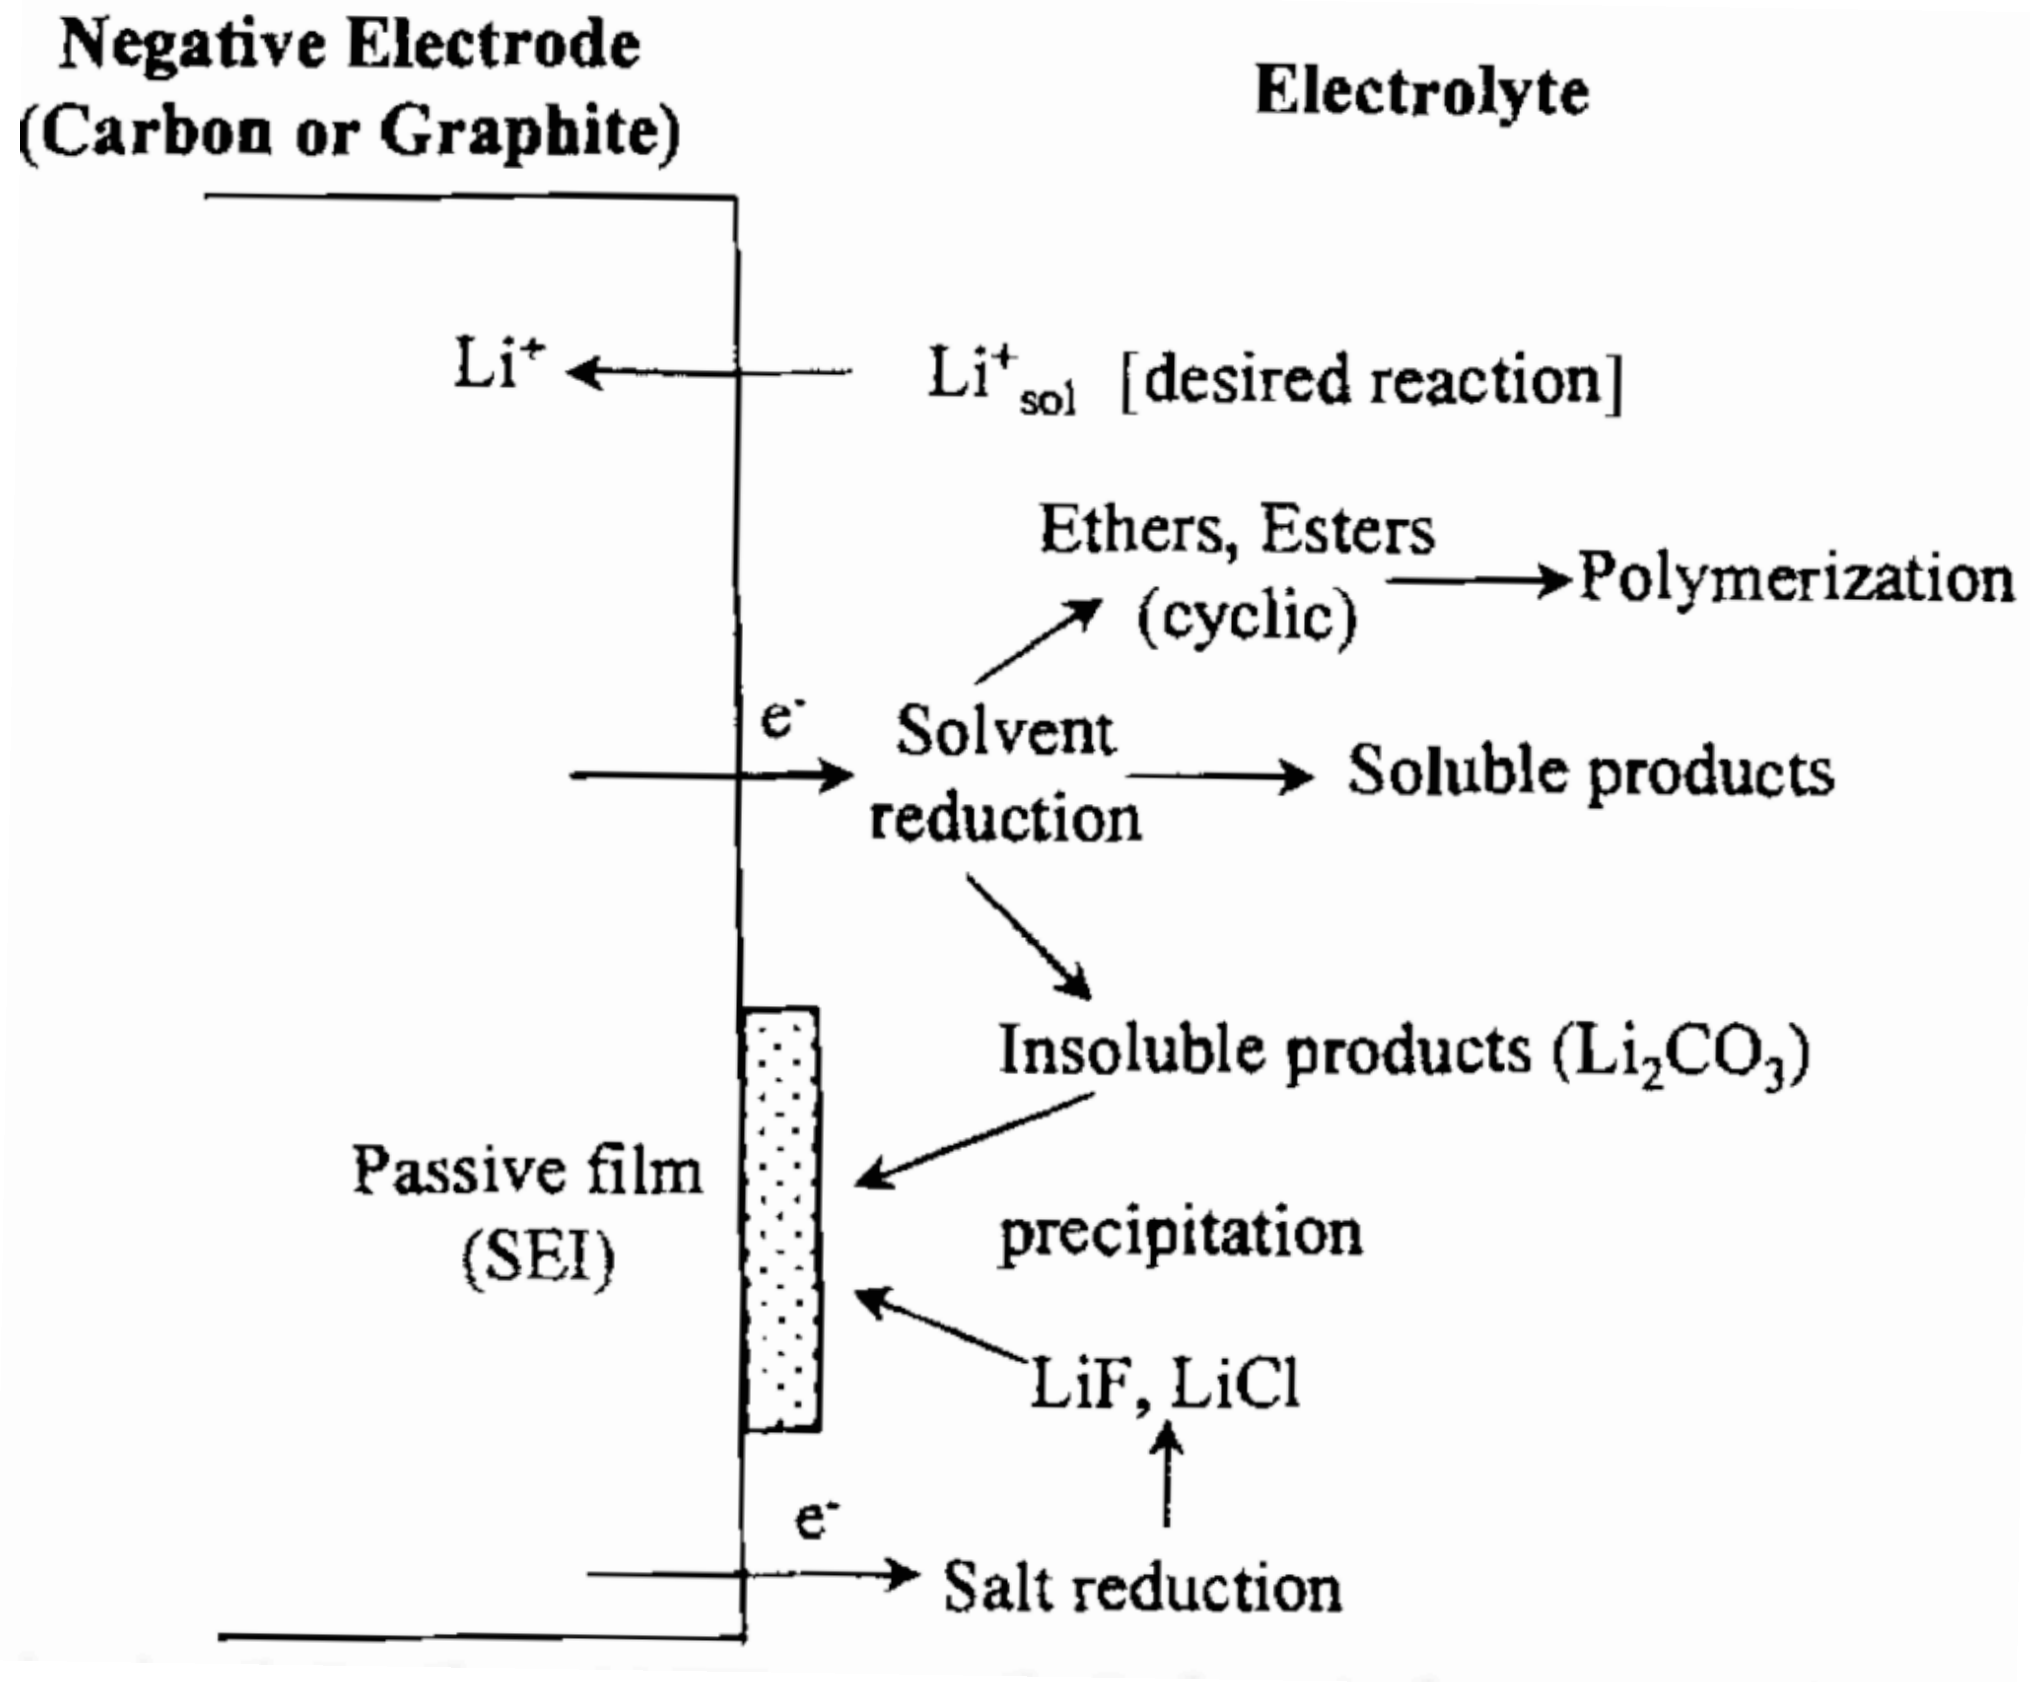 Negative Electrode
(Carbon or Graphite)
Electrolyte
Li⁺
Li⁺sol [desired reaction]
Ethers, Esters
(cyclic)
Polymerization
e⁻
Solvent
reduction
Soluble products
Insoluble products (Li₂CO₃)
Passive film
(SEI)
precipitation
LiF, LiCl
e⁻
Salt reduction